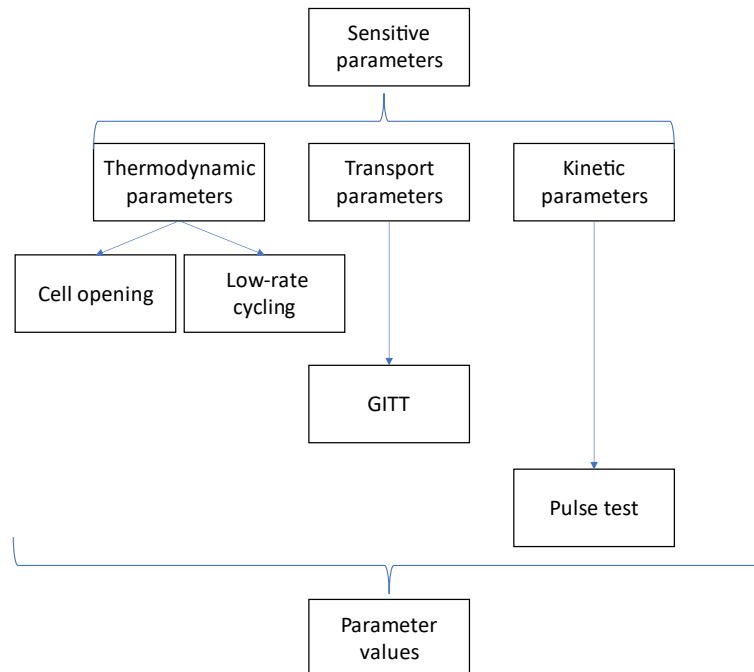 Sensitive
parameters
Thermodynamic
parameters
Transport
parameters
Kinetic
parameters
Cell opening
Low-rate
cycling
GITT
Pulse test
Parameter
values